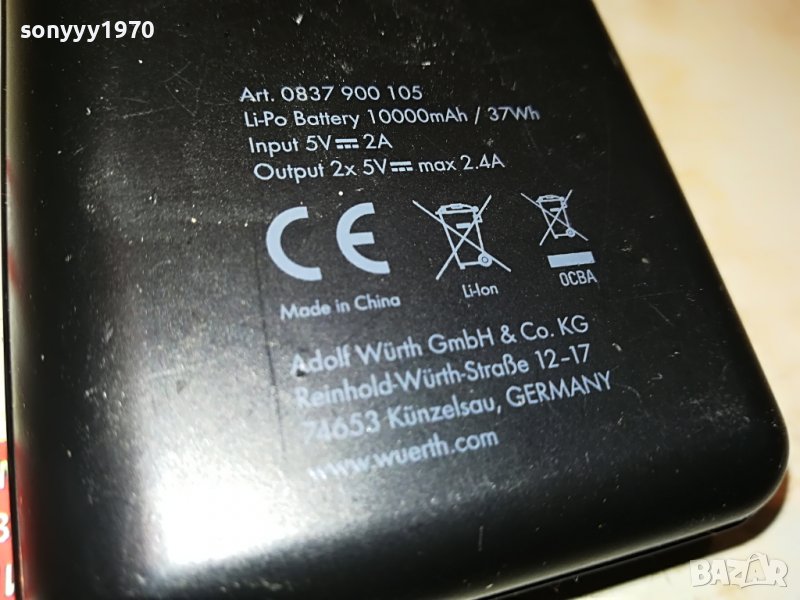 sonyyy1970
Art. 0837 900 105
Li-Po Battery 10000mAh / 37Wh
Input 5V⎓ 2A
Output 2x 5V⎓ max 2.4A
CE
Li-Ion
OCBA
Made in China
Adolf Würth GmbH & Co. KG
Reinhold-Würth-Straße 12-17
74653 Künzelsau, GERMANY
www.wuerth.com
BAZAR